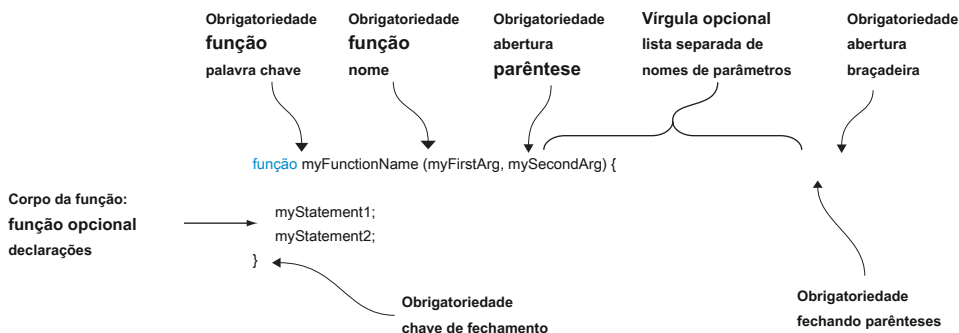 Obrigatoriedade
função
palavra chave
Obrigatoriedade
função
nome
Obrigatoriedade
abertura
parêntese
Vírgula opcional
lista separada de
nomes de parâmetros
Obrigatoriedade
abertura
braçadeira
função myFunctionName (myFirstArg, mySecondArg) {
Corpo da função:
função opcional
declarações
myStatement1;
myStatement2;
}
Obrigatoriedade
chave de fechamento
Obrigatoriedade
fechando parênteses